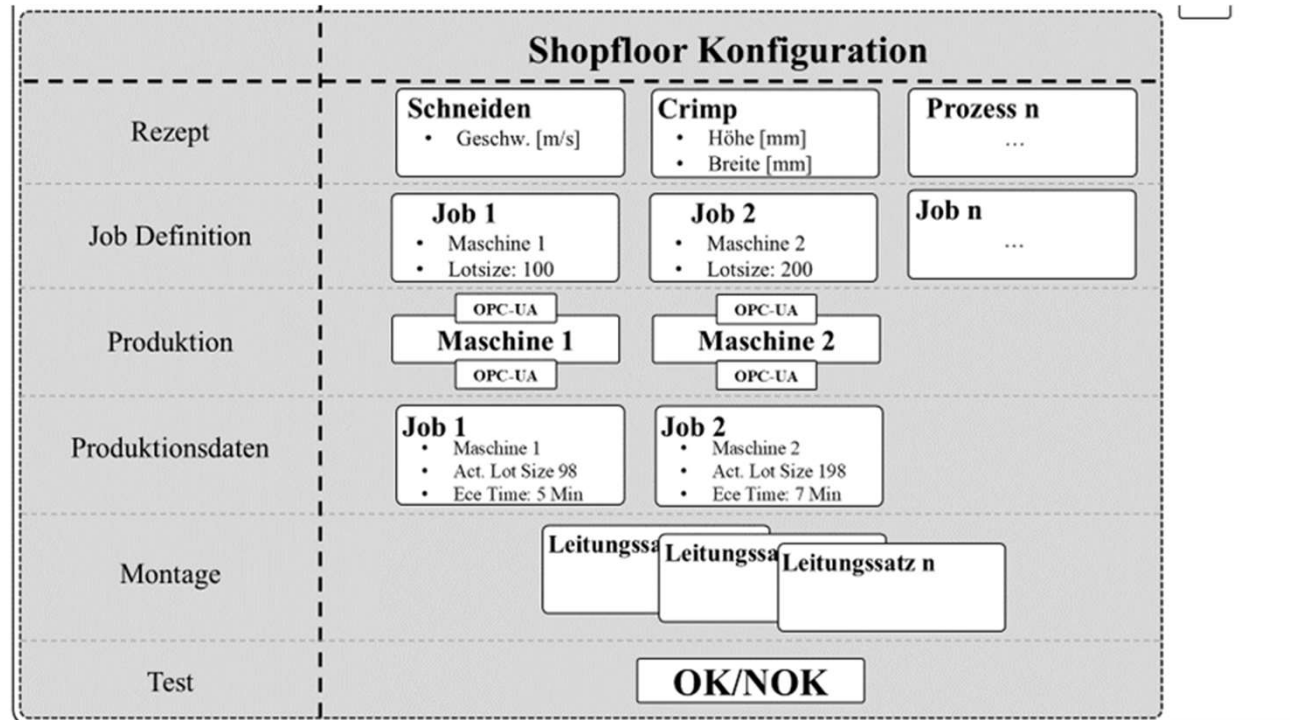 Shopfloor Konfiguration
Rezept
Schneiden
• Geschw. [m/s]
Crimp
• Höhe [mm]
• Breite [mm]
Prozess n
...
Job Definition
Job 1
• Maschine 1
• Lotsize: 100
Job 2
• Maschine 2
• Lotsize: 200
Job n
...
Produktion
OPC-UA
Maschine 1
OPC-UA
OPC-UA
Maschine 2
OPC-UA
Produktionsdaten
Job 1
• Maschine 1
• Act. Lot Size 98
• Ece Time: 5 Min
Job 2
• Maschine 2
• Act. Lot Size 198
• Ece Time: 7 Min
Montage
Leitungssa
Leitungssa
Leitungssatz n
Test
OK/NOK